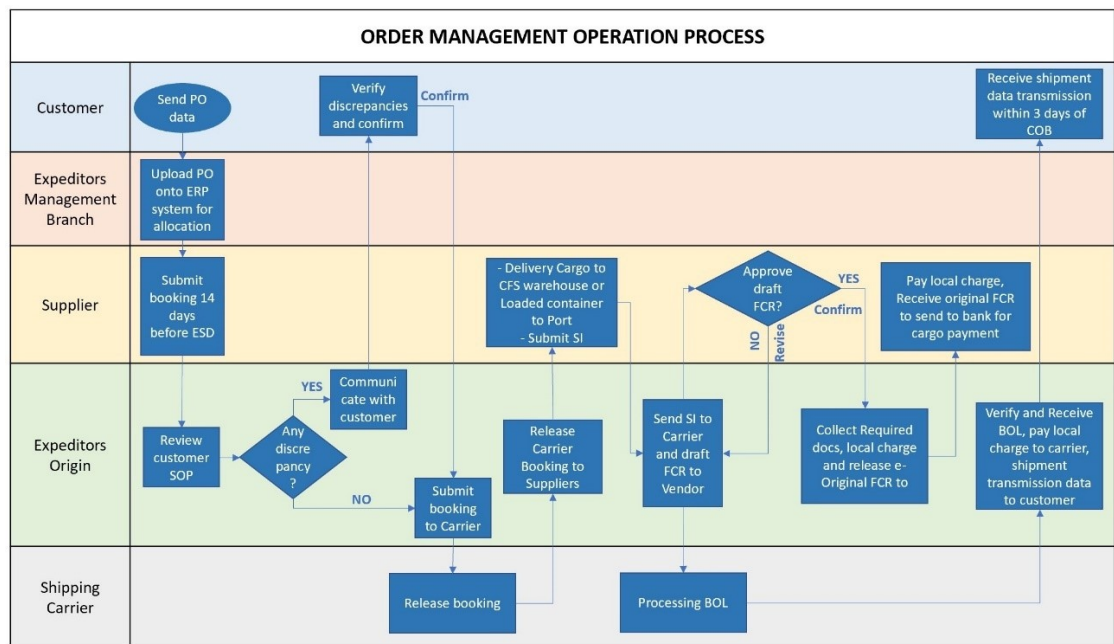 ORDER MANAGEMENT OPERATION PROCESS
Customer
Send PO
data
Verify
discrepancies
and confirm
Confirm
Receive shipment
data transmission
within 3 days of
COB
Expeditors
Management
Branch
Upload PO
onto ERP
system for
allocation
Supplier
Submit
booking 14
days
before ESD
- Delivery Cargo to
CFS warehouse or
Loaded container
to Port
- Submit SI
Approve
draft
FCR?
YES
Confirm
NO
Revise
Pay local charge,
Receive original FCR
to send to bank for
cargo payment
Expeditors
Origin
Review
customer
SOP
Any
discre
pancy
?
YES
NO
Communi
cate with
customer
Submit
booking
to Carrier
Release
Carrier
Booking to
Suppliers
Send SI to
Carrier
and draft
FCR to
Vendor
Collect Required
docs, local charge
and release e-
Original FCR to
Verify and Receive
BOL, pay local
charge to carrier,
shipment
transmission data
to customer
Shipping
Carrier
Release booking
Processing BOL